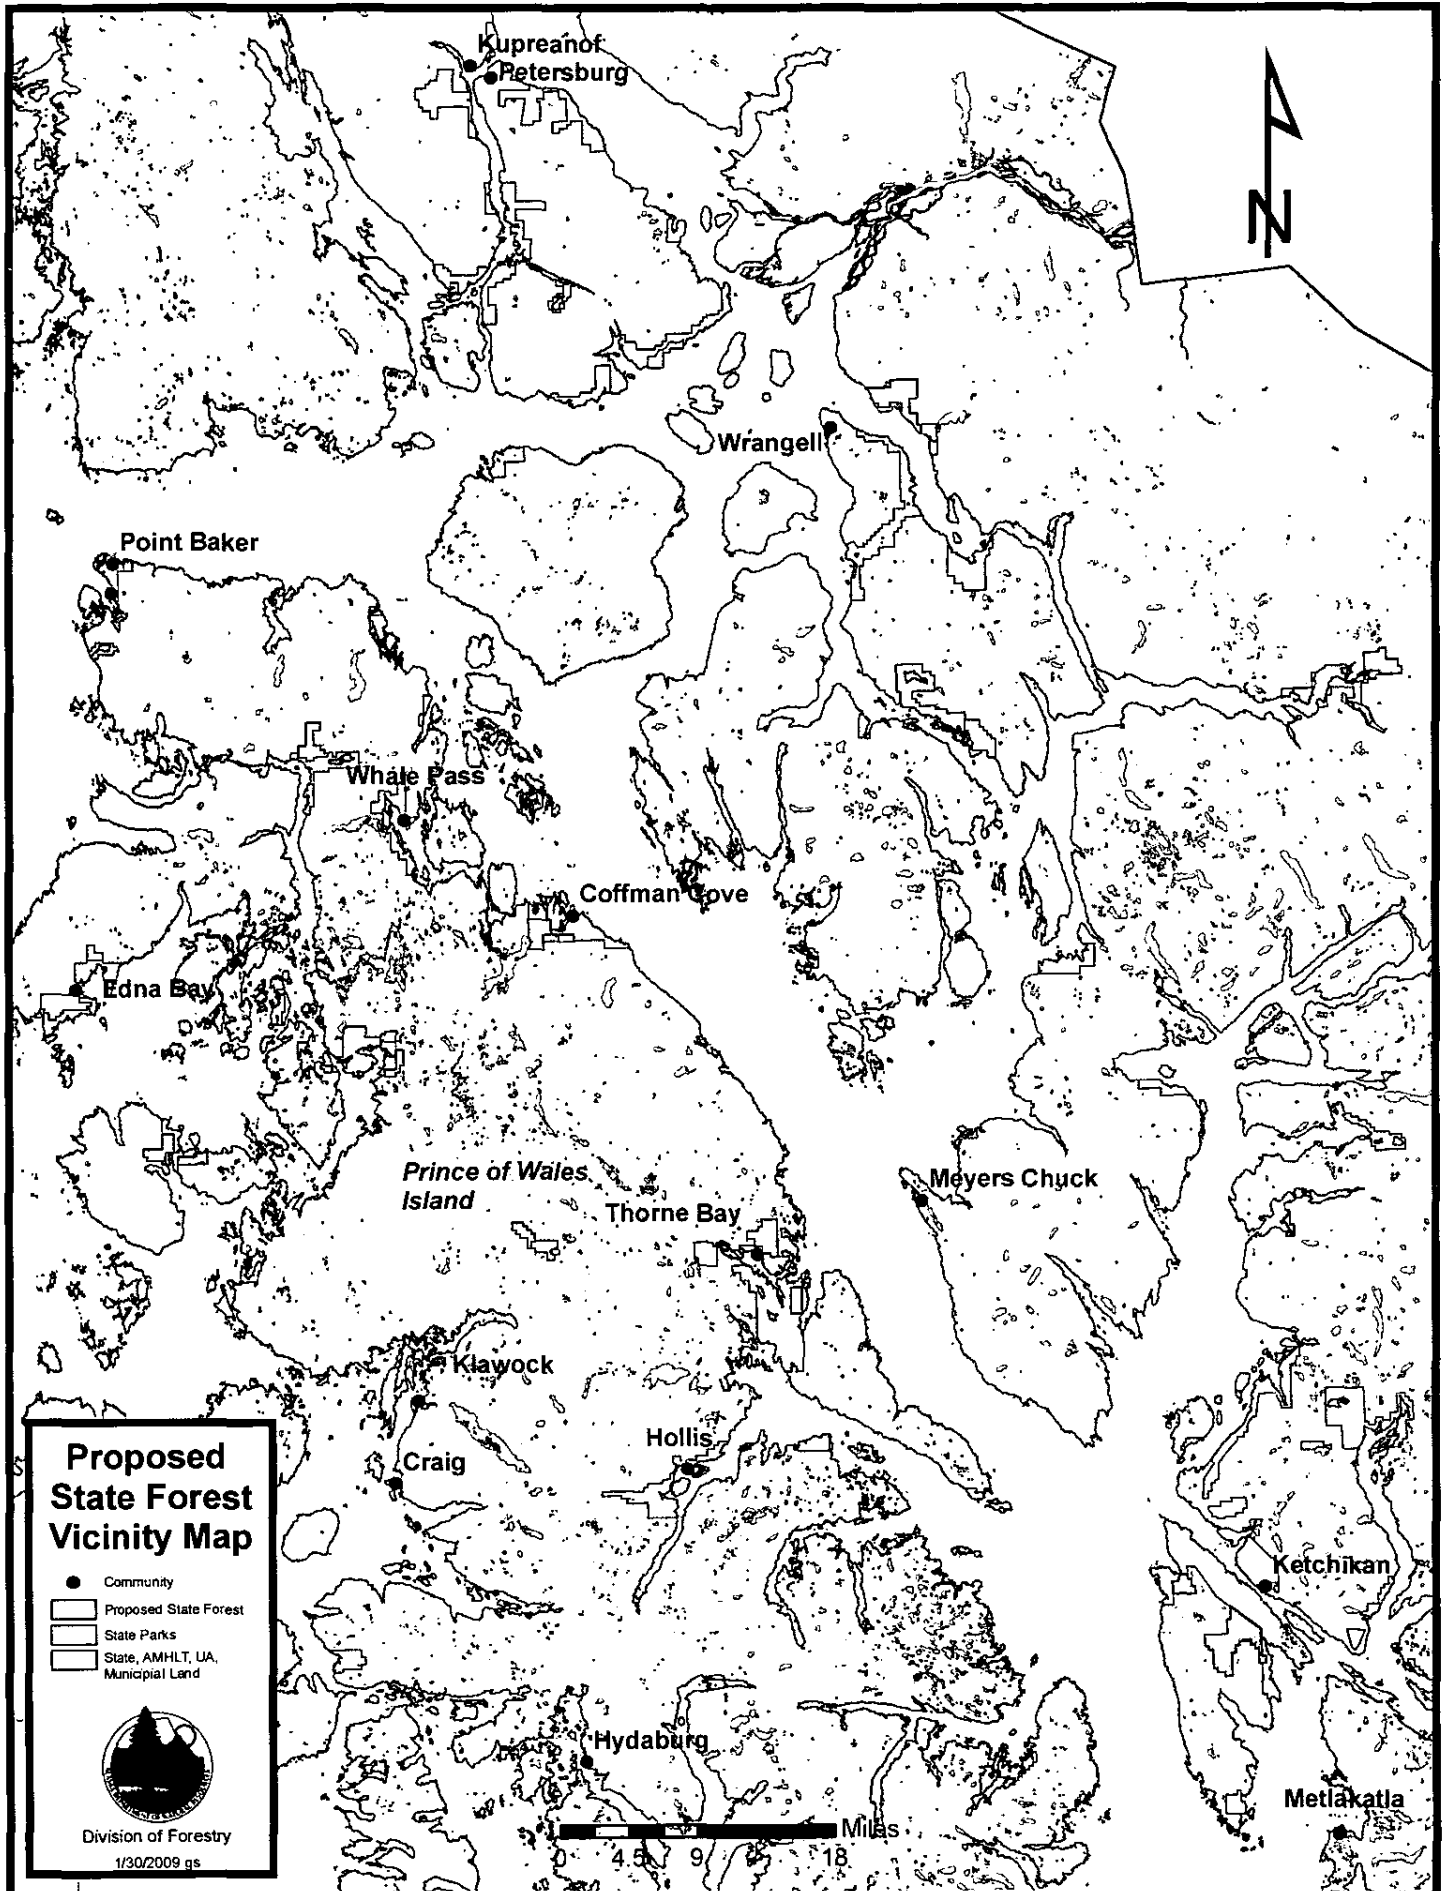 Kupreanof
Petersburg
N
Wrangell
Point Baker
Whale Pass
Coffman Cove
Edna Bay
Prince of Wales
Island
Meyers Chuck
Thorne Bay
Klawock
Hollis
Craig
Ketchikan
Hydaburg
Metlakatla
Miles
0 4.5 9 18
Proposed
State Forest
Vicinity Map
Community
Proposed State Forest
State Parks
State, AMHLT, UA,
Municipial Land
Division of Forestry
1/30/2009 gs